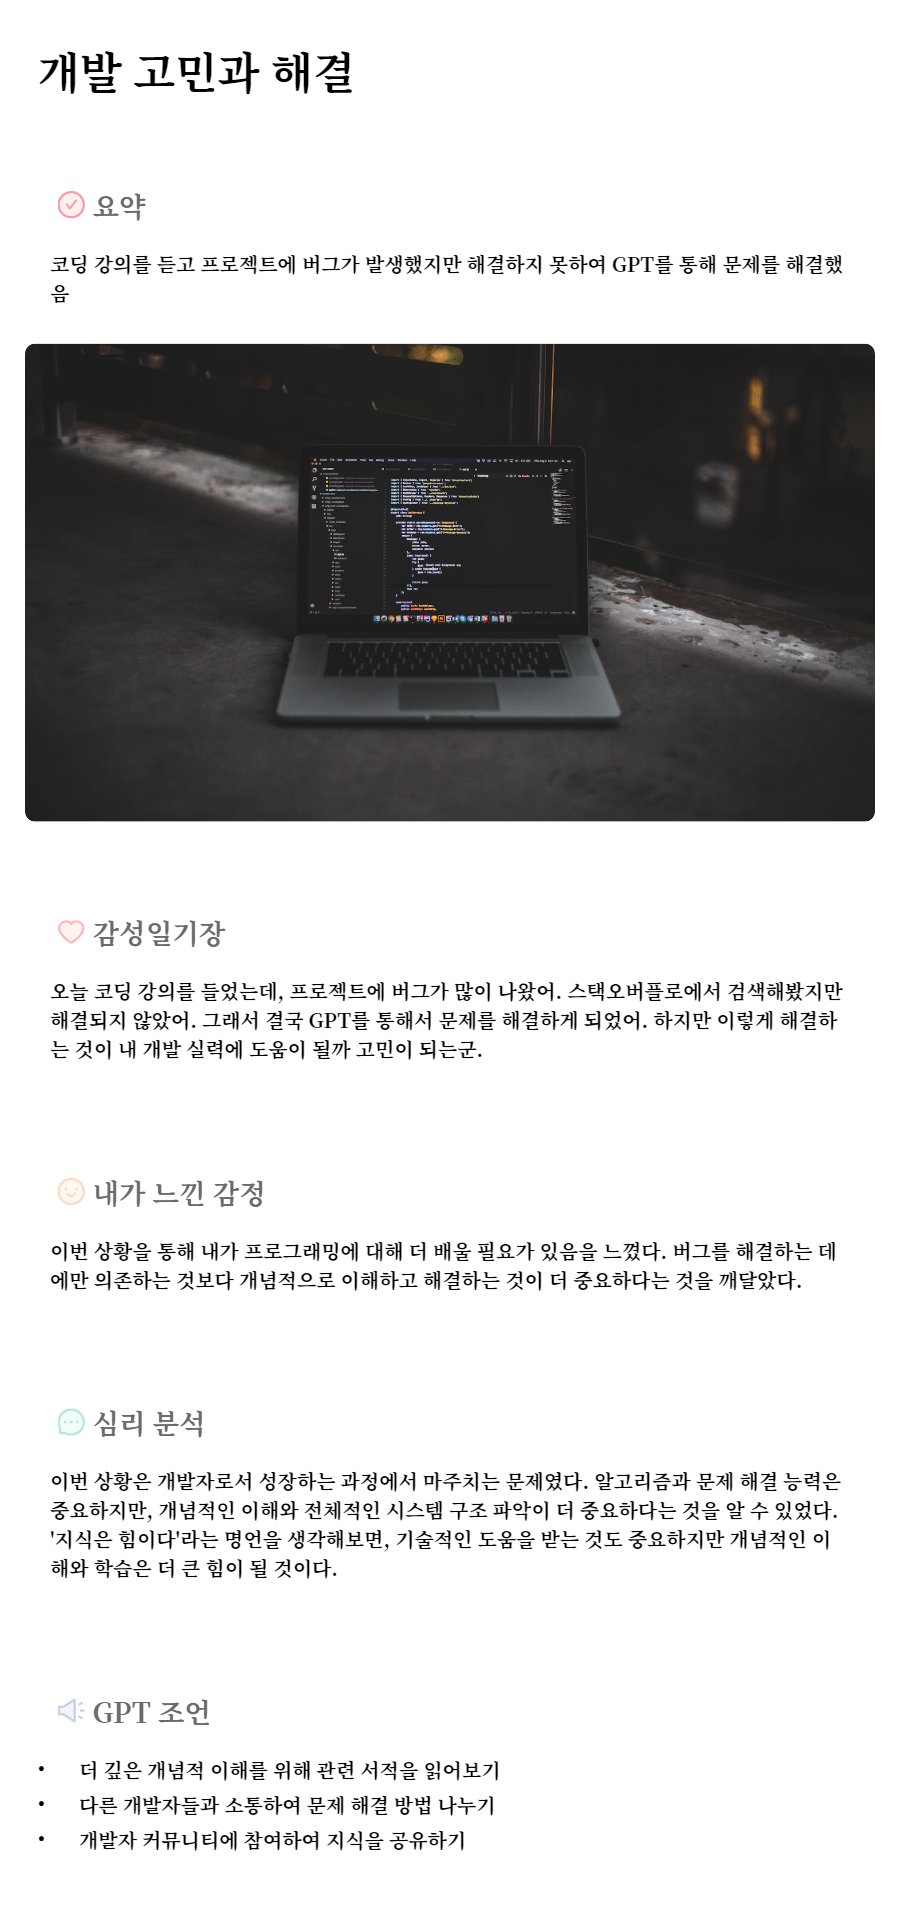 개발 고민과 해결
요약
코딩 강의를 듣고 프로젝트에 버그가 발생했지만 해결하지 못하여 GPT를 통해 문제를 해결했
음
감성일기장
오늘 코딩 강의를 들었는데, 프로젝트에 버그가 많이 나왔어. 스택오버플로에서 검색해봤지만
해결되지 않았어. 그래서 결국 GPT를 통해서 문제를 해결하게 되었어. 하지만 이렇게 해결하
는 것이 내 개발 실력에 도움이 될까 고민이 되는군.
내가 느낀 감정
이번 상황을 통해 내가 프로그래밍에 대해 더 배울 필요가 있음을 느꼈다. 버그를 해결하는 데
에만 의존하는 것보다 개념적으로 이해하고 해결하는 것이 더 중요하다는 것을 깨달았다.
심리 분석
이번 상황은 개발자로서 성장하는 과정에서 마주치는 문제였다. 알고리즘과 문제 해결 능력은
중요하지만, 개념적인 이해와 전체적인 시스템 구조 파악이 더 중요하다는 것을 알 수 있었다.
'지식은 힘이다'라는 명언을 생각해보면, 기술적인 도움을 받는 것도 중요하지만 개념적인 이
해와 학습은 더 큰 힘이 될 것이다.
GPT 조언
• 더 깊은 개념적 이해를 위해 관련 서적을 읽어보기
• 다른 개발자들과 소통하여 문제 해결 방법 나누기
• 개발자 커뮤니티에 참여하여 지식을 공유하기